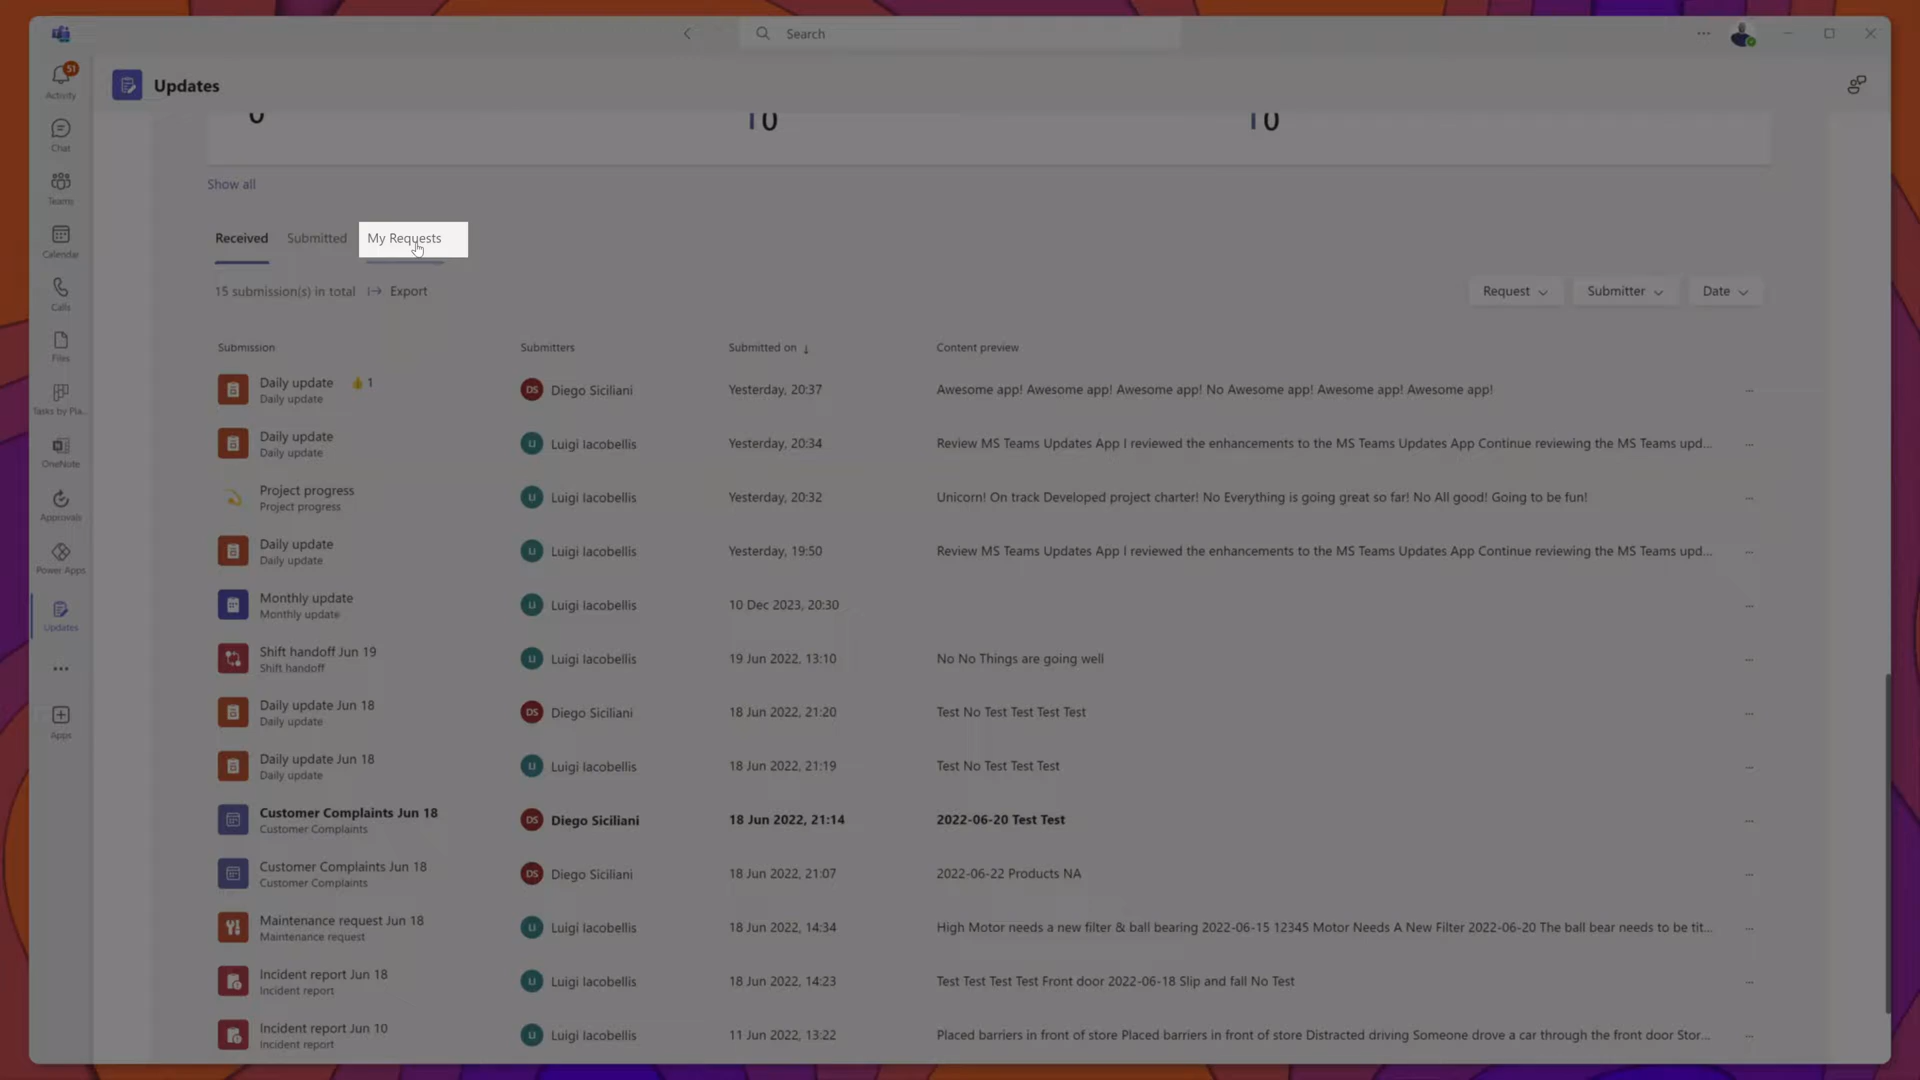 Search
51
Activity
Chat
Teams
Calendar
Calls
Files
Tasks by Pla...
OneNote
Approvals
Power Apps
Updates
Apps
Updates
Show all
Received Submitted My Requests
15 submission(s) in total Export
Request Submitter Date
Submission Submitters Submitted on ↓ Content preview
Daily update 👍 1 DS Diego Siciliani Yesterday, 20:37 Awesome app! Awesome app! Awesome app! No Awesome app! Awesome app! Awesome app!
Daily update
Daily update LI Luigi Iacobellis Yesterday, 20:34 Review MS Teams Updates App I reviewed the enhancements to the MS Teams Updates App Continue reviewing the MS Teams upd...
Daily update
Project progress LI Luigi Iacobellis Yesterday, 20:32 Unicorn! On track Developed project charter! No Everything is going great so far! No All good! Going to be fun!
Project progress
Daily update LI Luigi Iacobellis Yesterday, 19:50 Review MS Teams Updates App I reviewed the enhancements to the MS Teams Updates App Continue reviewing the MS Teams upd...
Daily update
Monthly update LI Luigi Iacobellis 10 Dec 2023, 20:30
Monthly update
Shift handoff Jun 19 LI Luigi Iacobellis 19 Jun 2022, 13:10 No No Things are going well
Shift handoff
Daily update Jun 18 DS Diego Siciliani 18 Jun 2022, 21:20 Test No Test Test Test Test
Daily update
Daily update Jun 18 LI Luigi Iacobellis 18 Jun 2022, 21:19 Test No Test Test Test
Daily update
Customer Complaints Jun 18 DS Diego Siciliani 18 Jun 2022, 21:14 2022-06-20 Test Test
Customer Complaints
Customer Complaints Jun 18 DS Diego Siciliani 18 Jun 2022, 21:07 2022-06-22 Products NA
Customer Complaints
Maintenance request Jun 18 LI Luigi Iacobellis 18 Jun 2022, 14:34 High Motor needs a new filter & ball bearing 2022-06-15 12345 Motor Needs A New Filter 2022-06-20 The ball bear needs to be tit...
Maintenance request
Incident report Jun 18 LI Luigi Iacobellis 18 Jun 2022, 14:23 Test Test Test Test Front door 2022-06-18 Slip and fall No Test
Incident report
Incident report Jun 10 LI Luigi Iacobellis 11 Jun 2022, 13:22 Placed barriers in front of store Placed barriers in front of store Distracted driving Someone drove a car through the front door Stor...
Incident report